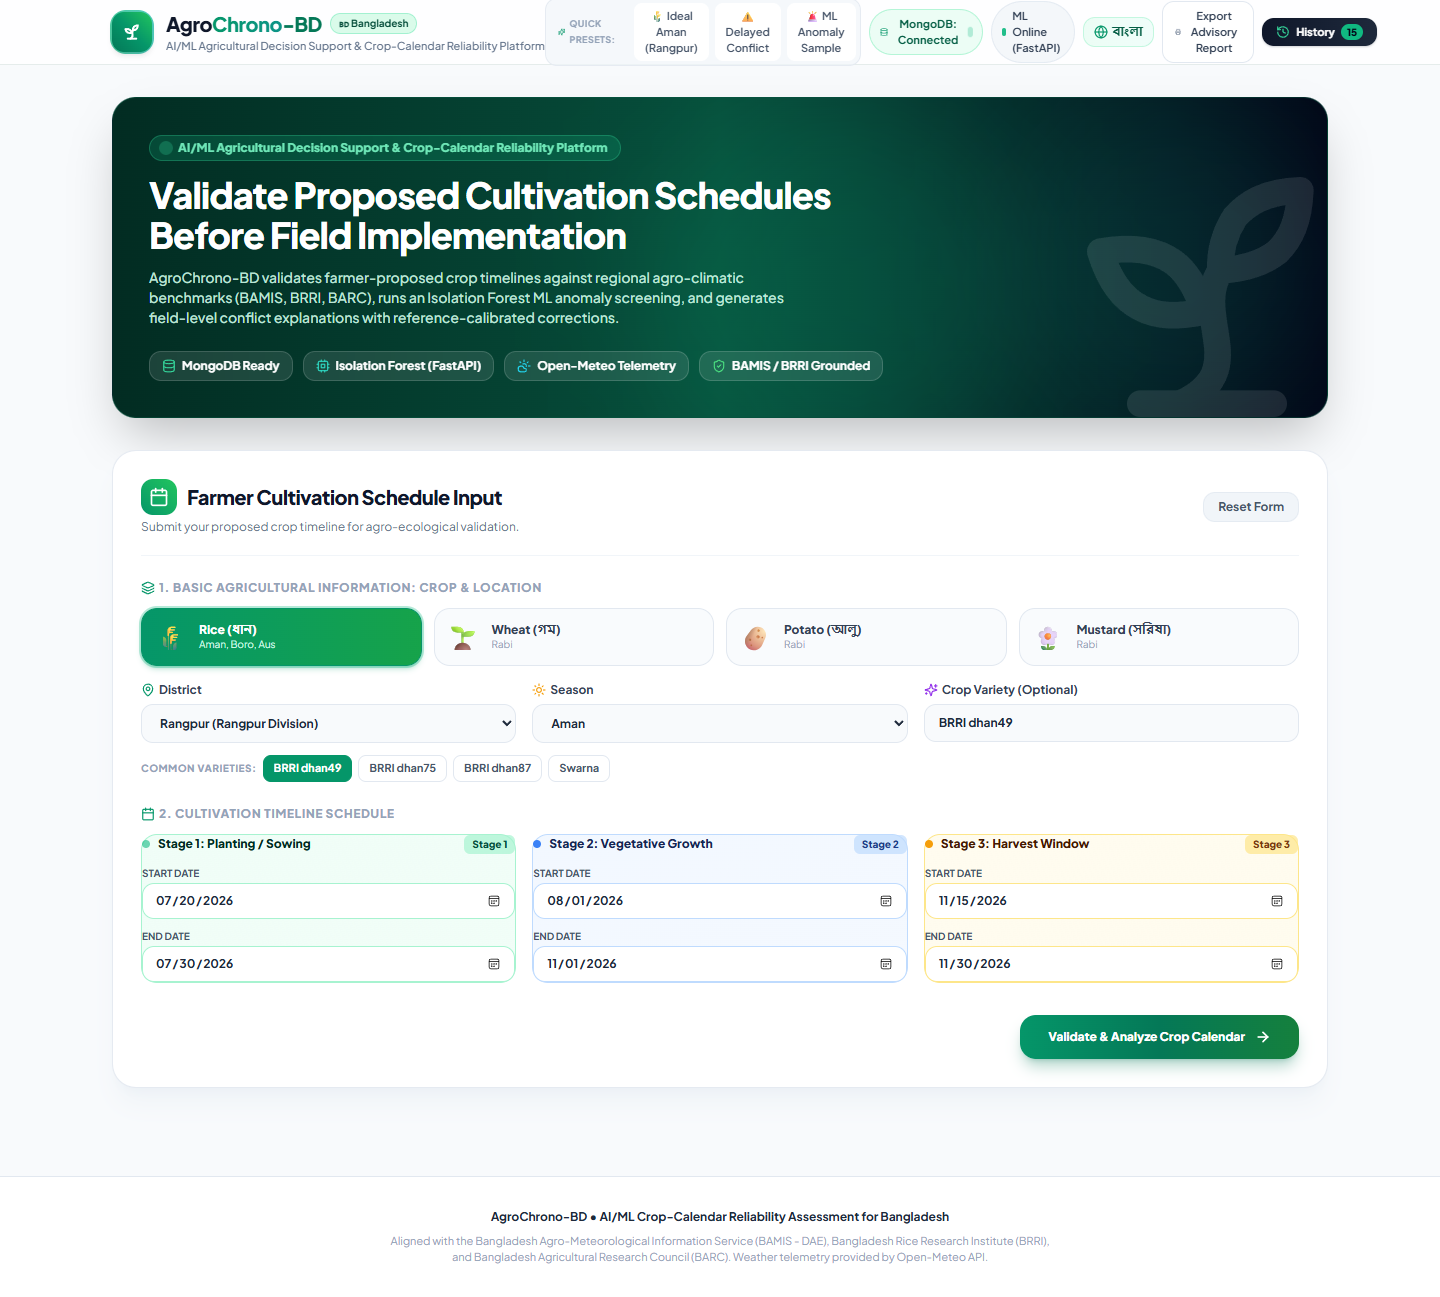 AgroChrono-BD BD Bangladesh
AI/ML Agricultural Decision Support & Crop-Calendar Reliability Platform
QUICK
PRESETS:
Ideal
Aman
(Rangpur)
Delayed
Conflict
ML
Anomaly
Sample
MongoDB:
Connected
ML
Online
(FastAPI)
বাংলা
Export
Advisory
Report
History 15
AI/ML Agricultural Decision Support & Crop-Calendar Reliability Platform
Validate Proposed Cultivation Schedules
Before Field Implementation
AgroChrono-BD validates farmer-proposed crop timelines against regional agro-climatic
benchmarks (BAMIS, BRRI, BARC), runs an Isolation Forest ML anomaly screening, and generates
field-level conflict explanations with reference-calibrated corrections.
MongoDB Ready
Isolation Forest (FastAPI)
Open-Meteo Telemetry
BAMIS / BRRI Grounded
Farmer Cultivation Schedule Input
Submit your proposed crop timeline for agro-ecological validation.
Reset Form
1. BASIC AGRICULTURAL INFORMATION: CROP & LOCATION
Rice (ধান)
Aman, Boro, Aus
Wheat (গম)
Rabi
Potato (আলু)
Rabi
Mustard (সরিষা)
Rabi
District
Rangpur (Rangpur Division)
Season
Aman
Crop Variety (Optional)
BRRI dhan49
COMMON VARIETIES: BRRI dhan49 BRRI dhan75 BRRI dhan87 Swarna
2. CULTIVATION TIMELINE SCHEDULE
Stage 1: Planting / Sowing Stage 1
START DATE
07/20/2026
END DATE
07/30/2026
Stage 2: Vegetative Growth Stage 2
START DATE
08/01/2026
END DATE
11/01/2026
Stage 3: Harvest Window Stage 3
START DATE
11/15/2026
END DATE
11/30/2026
Validate & Analyze Crop Calendar
AgroChrono-BD • AI/ML Crop-Calendar Reliability Assessment for Bangladesh
Aligned with the Bangladesh Agro-Meteorological Information Service (BAMIS - DAE), Bangladesh Rice Research Institute (BRRI),
and Bangladesh Agricultural Research Council (BARC). Weather telemetry provided by Open-Meteo API.